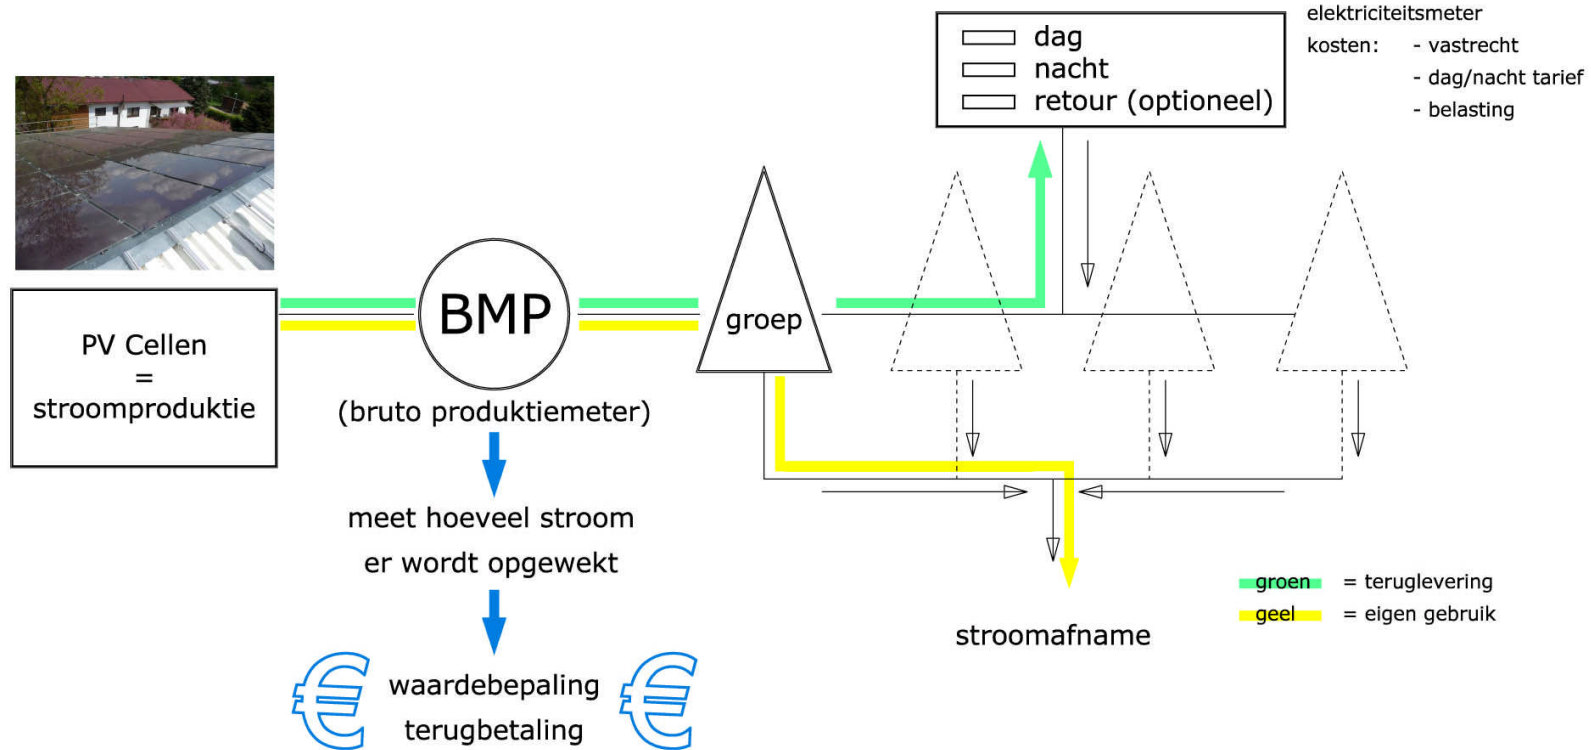 elektriciteitsmeter
kosten: - vastrecht
- dag/nacht tarief
- belasting
dag
nacht
retour (optioneel)
PV Cellen
=
stroomproduktie
BMP
(bruto produktiemeter)
groep
meet hoeveel stroom
er wordt opgewekt
€ waardebepaling €
terugbetaling
stroomafname
groen = teruglevering
geel = eigen gebruik